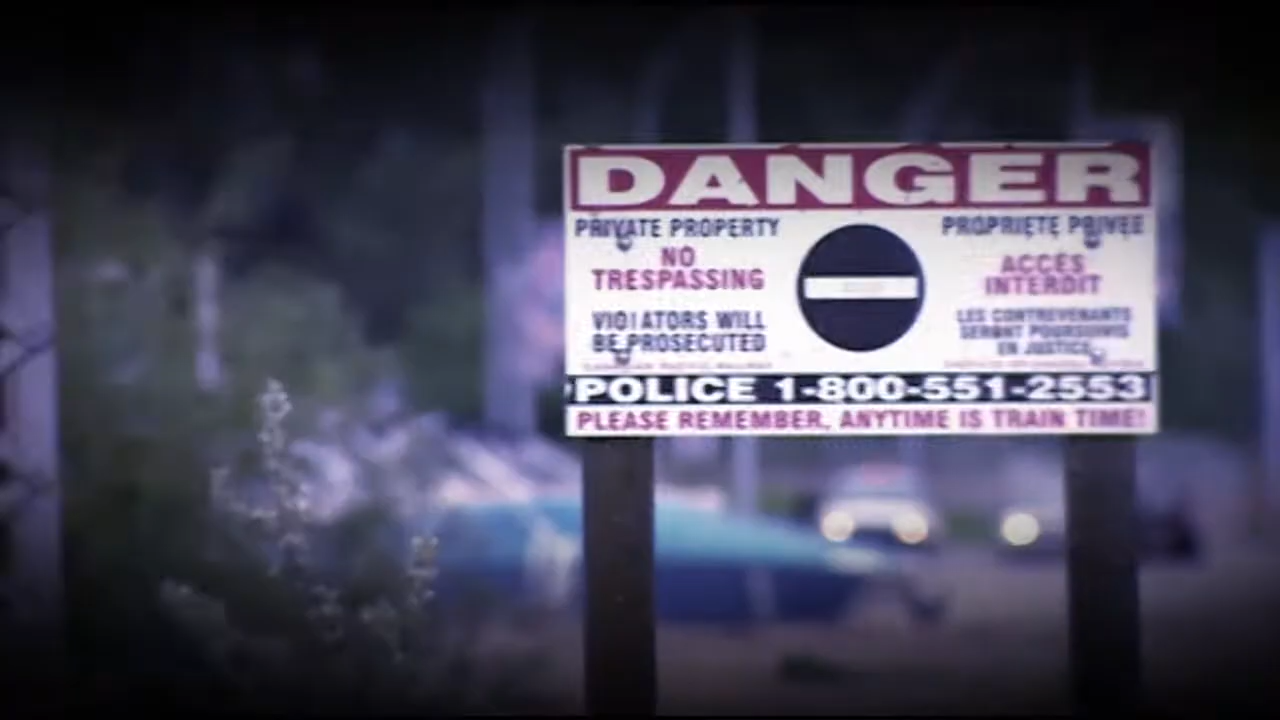 DANGER
PRIVATE PROPERTY
NO
TRESPASSING
VIOLATORS WILL
BE PROSECUTED
PROPRIETE PRIVEE
ACCES
INTERDIT
LES CONTREVENANTS
SERONT POURSUIVIS
EN JUSTICE
POLICE 1-800-551-2553
PLEASE REMEMBER, ANYTIME IS TRAIN TIME!